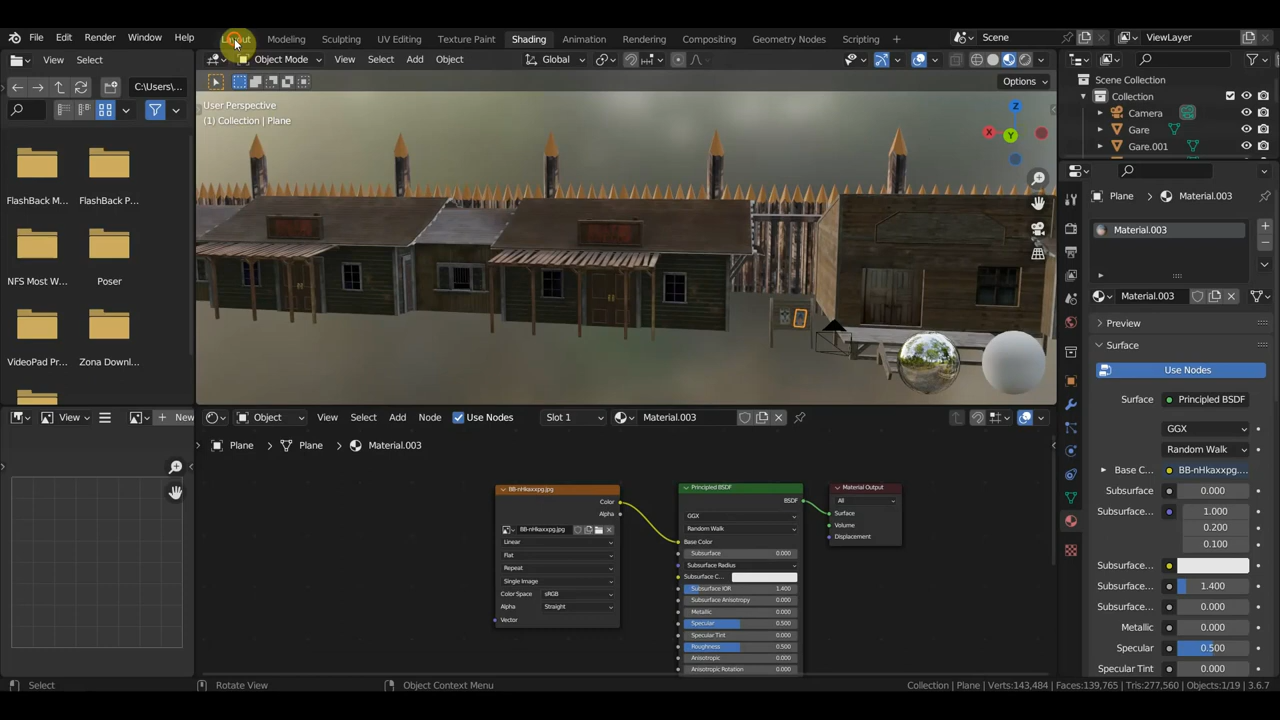 File Edit Render Window Help Layout Modeling Sculpting UV Editing Texture Paint Shading Animation Rendering Compositing Geometry Nodes Scripting + Scene ViewLayer
View Select Object Mode View Select Add Object Global
C:\Users\... Options
User Perspective
(1) Collection | Plane
Scene Collection
Collection
Camera
Gare
Gare.001
FlashBack M... FlashBack P...
NFS Most W... Poser
VideoPad Pr... Zona Downl...
X Y Z
Plane Material.003
Material.003
Material.003
Preview
Surface
Use Nodes
Surface Principled BSDF
GGX
Random Walk
Base C... BB-nHkaxxpg....
Subsurface 0.000
Subsurface... 1.000
0.200
0.100
Subsurface...
Subsurface... 1.400
Subsurface... 0.000
Metallic 0.000
Specular 0.500
Specular Tint 0.000
View New Object View Select Add Node Use Nodes Slot 1 Material.003
Plane Plane Material.003
BB-nHkaxxpg.jpg
Color
Alpha
BB-nHkaxxpg.jpg
Linear
Flat
Repeat
Single Image
Color Space sRGB
Alpha Straight
Vector
Principled BSDF
BSDF
GGX
Random Walk
Base Color
Subsurface 0.000
Subsurface Radius
Subsurface C...
Subsurface IOR 1.400
Subsurface Anisotropy 0.000
Metallic 0.000
Specular 0.500
Specular Tint 0.000
Roughness 0.500
Anisotropic 0.000
Anisotropic Rotation 0.000
Material Output
All
Surface
Volume
Displacement
Select Rotate View Object Context Menu Collection | Plane | Verts:143,484 | Faces:139,765 | Tris:277,560 | Objects:1/19 | 3.6.7